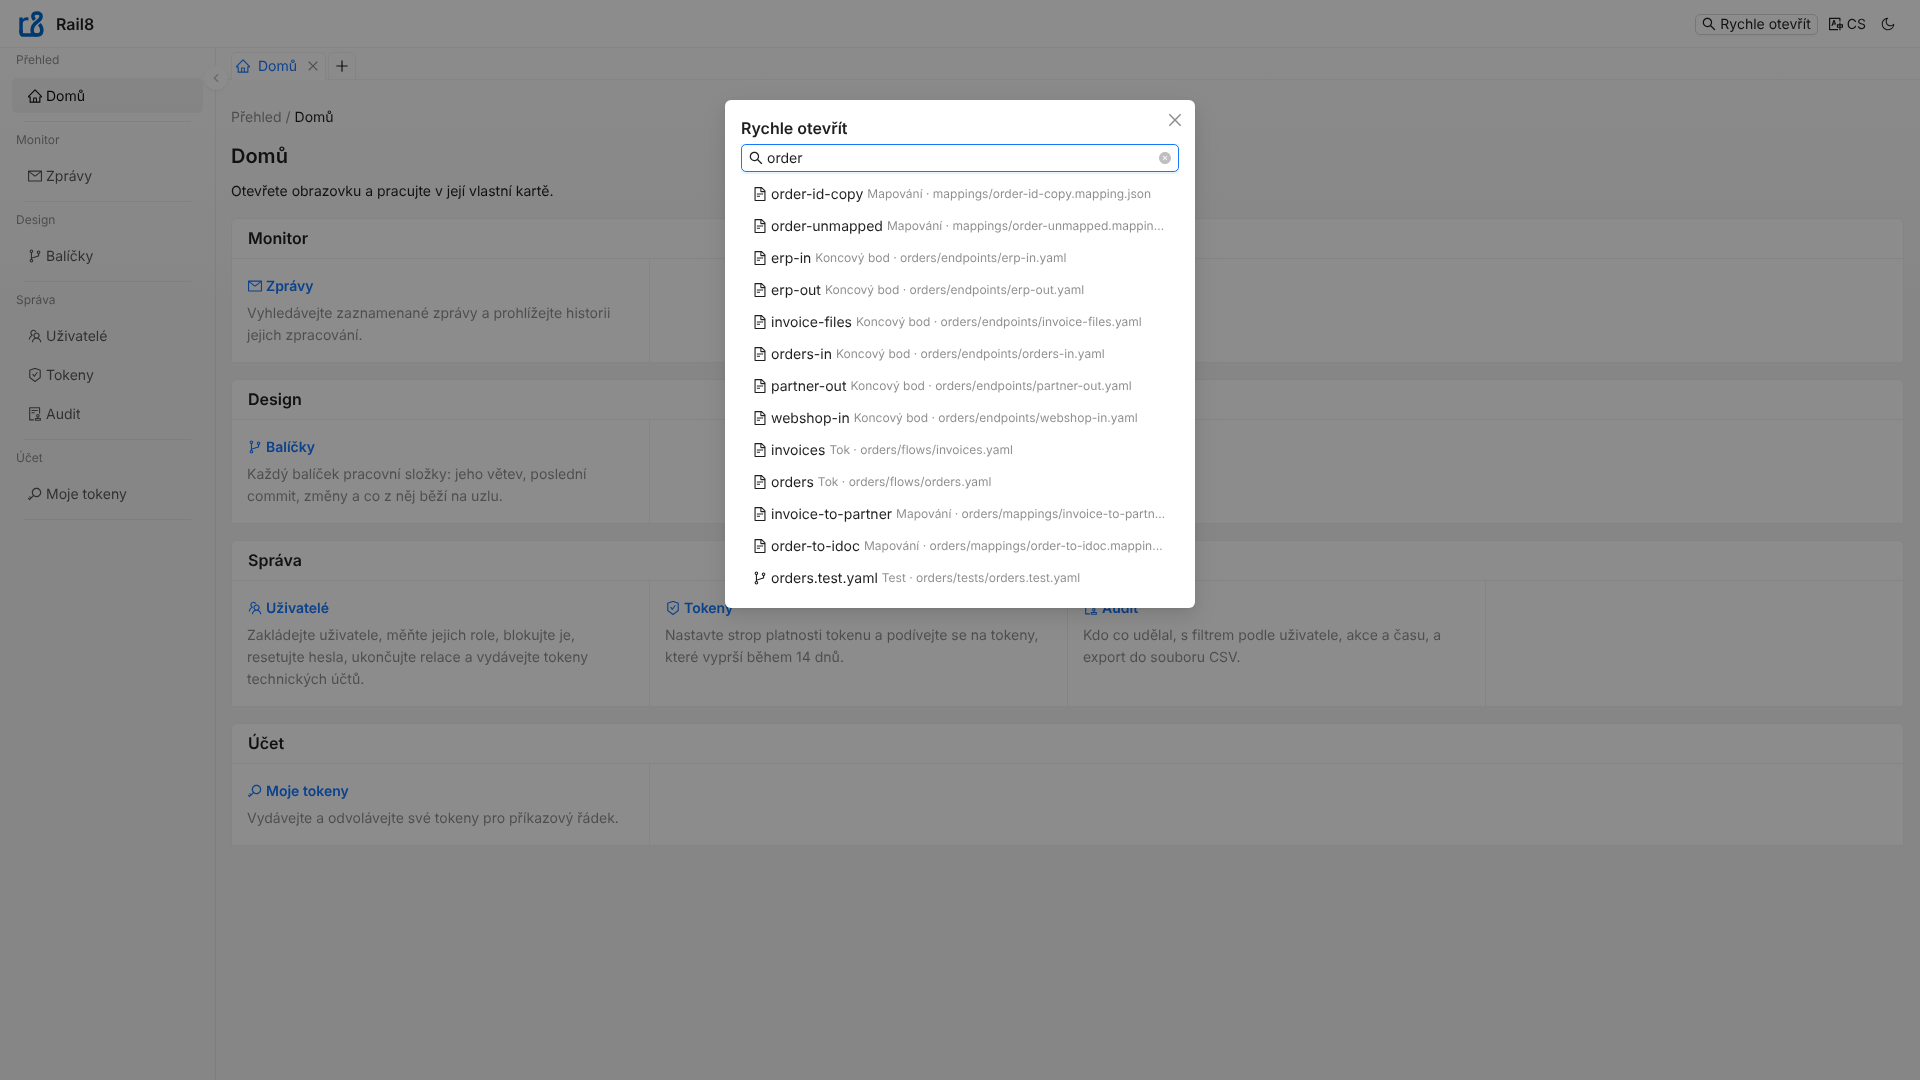 Rail8
Rychle otevřít
CS
Přehled
Domů
Monitor
Zprávy
Design
Balíčky
Správa
Uživatelé
Tokeny
Audit
Účet
Moje tokeny
Domů
Přehled / Domů
Domů
Otevřete obrazovku a pracujte v její vlastní kartě.
Monitor
Zprávy
Vyhledávejte zaznamenané zprávy a prohlížejte historii
jejich zpracování.
Design
Balíčky
Každý balíček pracovní složky: jeho větev, poslední
commit, změny a co z něj běží na uzlu.
Správa
Uživatelé
Zakládejte uživatele, měňte jejich role, blokujte je,
resetujte hesla, ukončujte relace a vydávejte tokeny
technických účtů.
Tokeny
Nastavte strop platnosti tokenu a podívejte se na tokeny,
které vyprší během 14 dnů.
Audit
Kdo co udělal, s filtrem podle uživatele, akce a času, a
export do souboru CSV.
Účet
Moje tokeny
Vydávejte a odvolávejte své tokeny pro příkazový řádek.
Rychle otevřít
order
order-id-copy Mapování · mappings/order-id-copy.mapping.json
order-unmapped Mapování · mappings/order-unmapped.mappin...
erp-in Koncový bod · orders/endpoints/erp-in.yaml
erp-out Koncový bod · orders/endpoints/erp-out.yaml
invoice-files Koncový bod · orders/endpoints/invoice-files.yaml
orders-in Koncový bod · orders/endpoints/orders-in.yaml
partner-out Koncový bod · orders/endpoints/partner-out.yaml
webshop-in Koncový bod · orders/endpoints/webshop-in.yaml
invoices Tok · orders/flows/invoices.yaml
orders Tok · orders/flows/orders.yaml
invoice-to-partner Mapování · orders/mappings/invoice-to-partn...
order-to-idoc Mapování · orders/mappings/order-to-idoc.mappin...
orders.test.yaml Test · orders/tests/orders.test.yaml